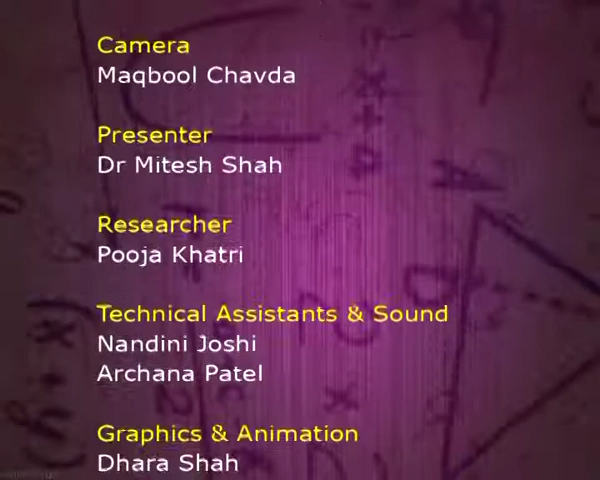 Camera
Maqbool Chavda
Presenter
Dr Mitesh Shah
Researcher
Pooja Khatri
Technical Assistants & Sound
Nandini Joshi
Archana Patel
Graphics & Animation
Dhara Shah